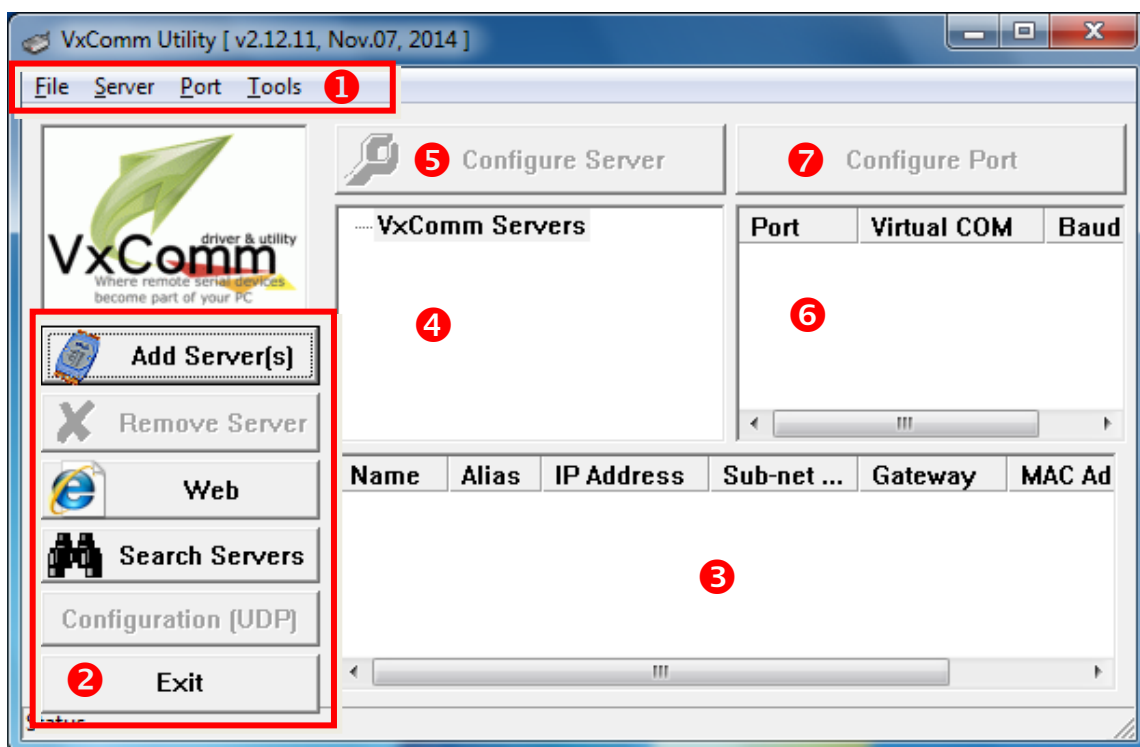 VxComm Utility [ v2.12.11, Nov.07, 2014 ]
File Server Port Tools ❶
VxComm
driver & utility
Where remote serial devices
become part of your PC
❺ Configure Server
❼ Configure Port
VxComm Servers
❹
Port Virtual COM Baud
❻
Add Server(s)
Remove Server
Web
Search Servers
Configuration (UDP)
❷ Exit
Name Alias IP Address Sub-net ... Gateway MAC Ad
❸
Status